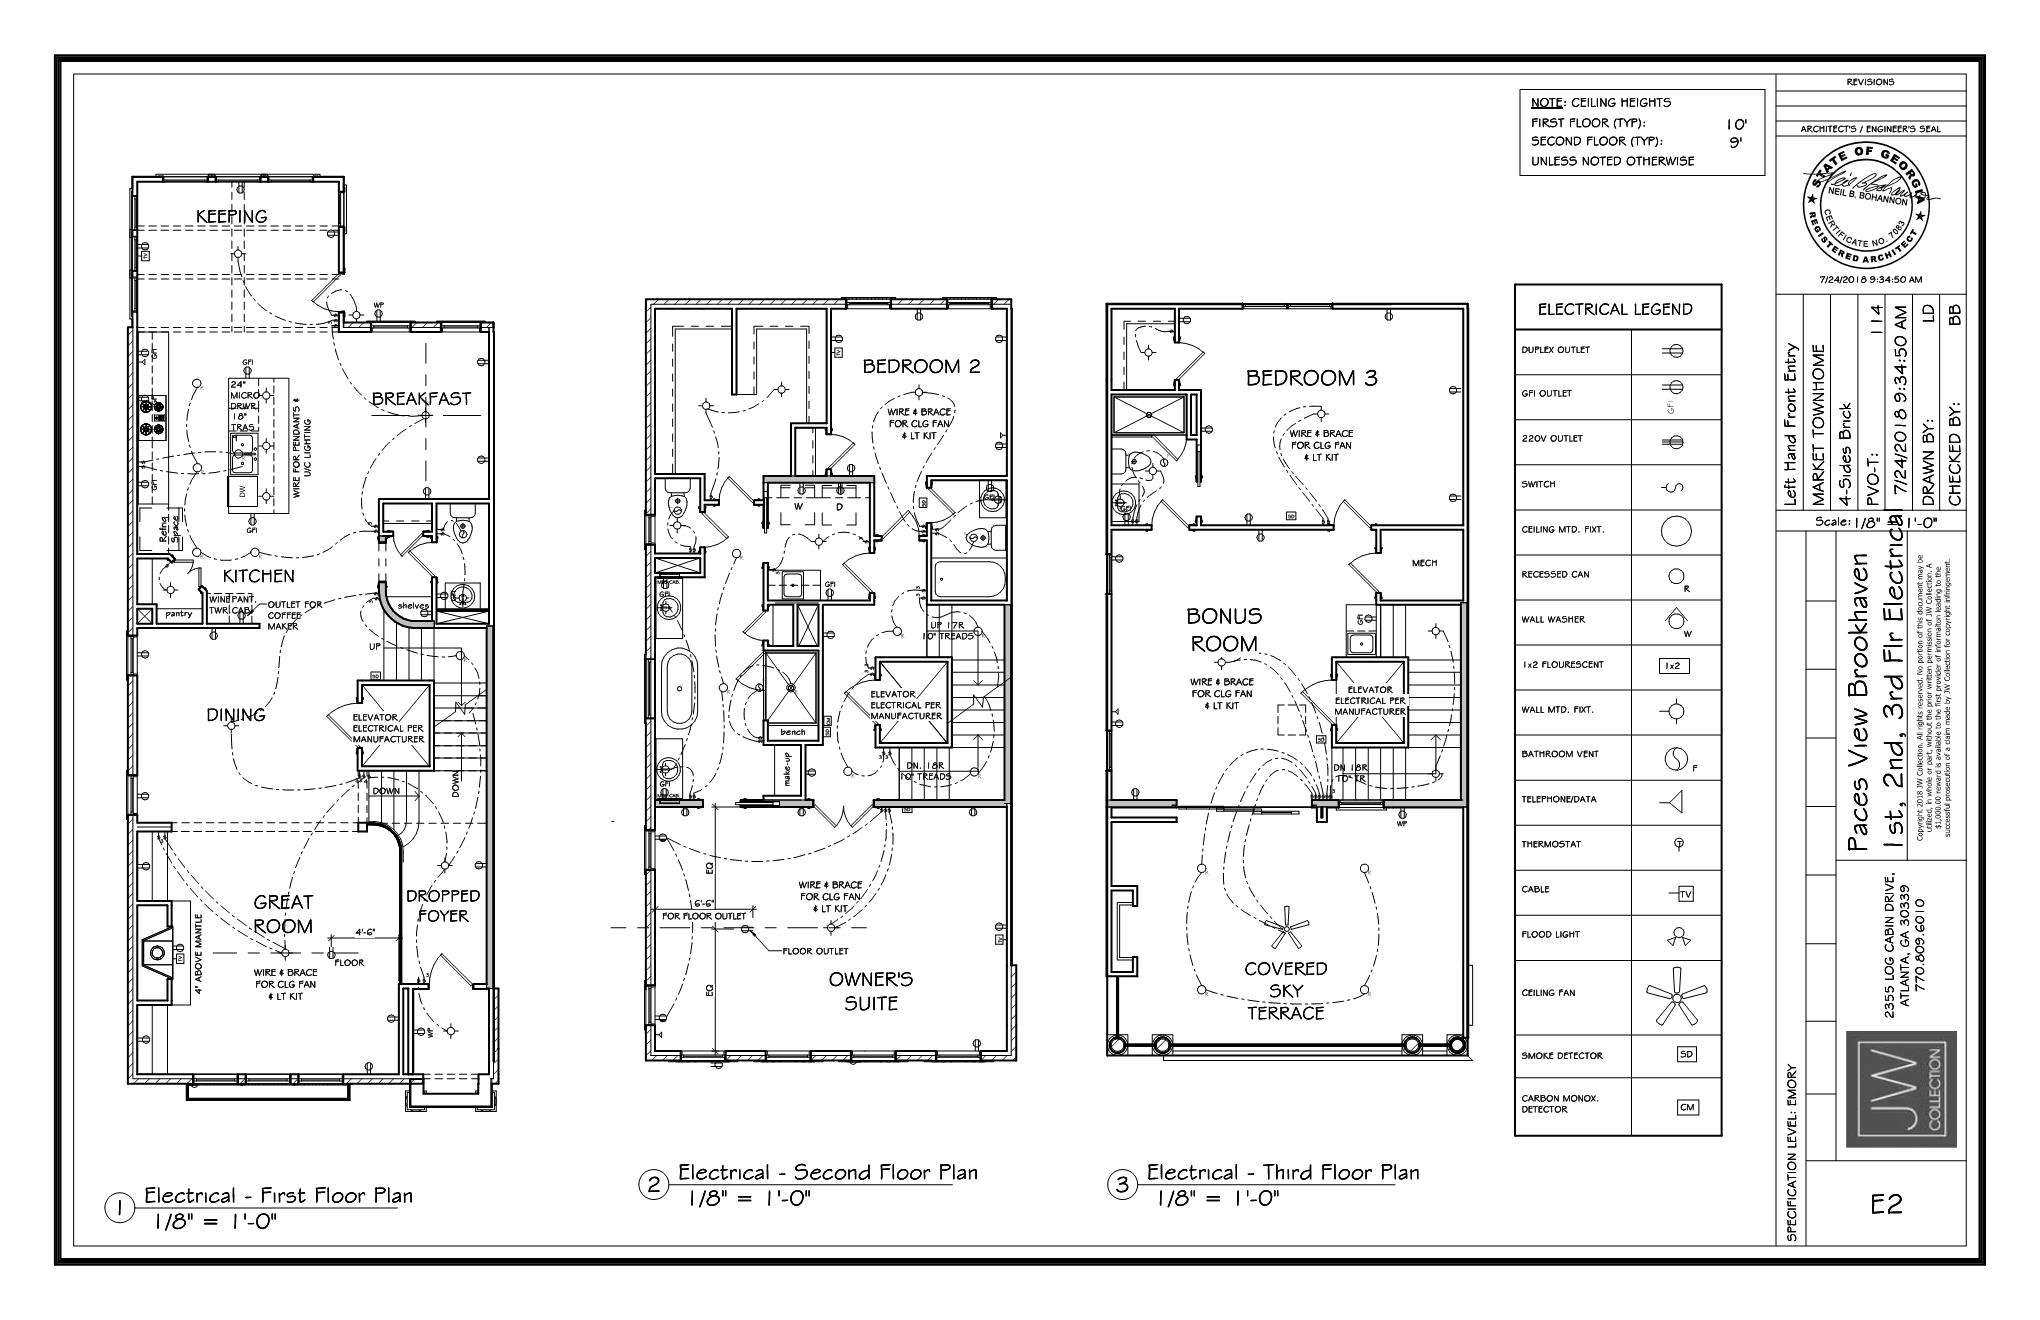 NOTE: CEILING HEIGHTS
FIRST FLOOR (TYP): 10'
SECOND FLOOR (TYP): 9'
UNLESS NOTED OTHERWISE
KEEPING
WP
GFI
GFI
24"
MICRO
DRWR
18"
TRAS
BREAKFAST
WIRE FOR PENDANTS &
U/C LIGHTING
DW
GFI
GFI
Refrig
Space
KITCHEN
WINE PANT.
TWR CAB
pantry
OUTLET FOR
COFFEE
MAKER
shelves
UP
DINING
ELEVATOR
ELECTRICAL PER
MANUFACTURER
DOWN
DOWN
GREAT
ROOM
DROPPED
FOYER
4" ABOVE MANTLE
TV
4'-6"
FLOOR
WIRE & BRACE
FOR CLG FAN
& LT KIT
WP
1 Electrical - First Floor Plan
1/8" = 1'-0"
BEDROOM 2
WIRE & BRACE
FOR CLG FAN
& LT KIT
W D
GFI
GFI
GFI
UP 17R
10" TREADS
ELEVATOR
ELECTRICAL PER
MANUFACTURER
bench
make-up
GFI
DN. 18R
10" TREADS
EQ
WIRE & BRACE
FOR CLG FAN
& LT KIT
6'-6"
FOR FLOOR OUTLET
FLOOR OUTLET
EQ
OWNER'S
SUITE
2 Electrical - Second Floor Plan
1/8" = 1'-0"
BEDROOM 3
WIRE & BRACE
FOR CLG FAN
& LT KIT
SD
GFI
MECH
BONUS
ROOM
GFI
WIRE & BRACE
FOR CLG FAN
& LT KIT
ELEVATOR
ELECTRICAL PER
MANUFACTURER
SD
DN 18R
10" TR
WP
COVERED
SKY
TERRACE
3 Electrical - Third Floor Plan
1/8" = 1'-0"
ELECTRICAL LEGEND
DUPLEX OUTLET
GFI OUTLET GFI
220V OUTLET
SWITCH
CEILING MTD. FIXT.
RECESSED CAN R
WALL WASHER W
1x2 FLOURESCENT 1x2
WALL MTD. FIXT.
BATHROOM VENT F
TELEPHONE/DATA
THERMOSTAT T
CABLE TV
FLOOD LIGHT
CEILING FAN
SMOKE DETECTOR SD
CARBON MONOX.
DETECTOR CM
REVISIONS
ARCHITECT'S / ENGINEER'S SEAL
STATE OF GEORGIA
NEIL B. BOHANNON
CERTIFICATE NO. 7083
REGISTERED ARCHITECT
7/24/2018 9:34:50 AM
Left Hand Front Entry
MARKET TOWNHOME
4-Sides Brick
PVO-T: 114
7/24/2018 9:34:50 AM
DRAWN BY: LD
CHECKED BY: BB
Scale: 1/8" = 1'-0"
Paces View Brookhaven
1st, 2nd, 3rd Flr Electrical
Copyright 2018 JW Collection. All rights reserved. No portion of this document may be
utilized, in whole or part, without the prior written permission of JW Collection. A
$1,000.00 reward is available to the first provider of information leading to the
successful prosecution of a claim made by JW Collection for copyright infringement.
2355 LOG CABIN DRIVE,
ATLANTA, GA 30339
770.809.6010
JW
COLLECTION
SPECIFICATION LEVEL: EMORY
E2